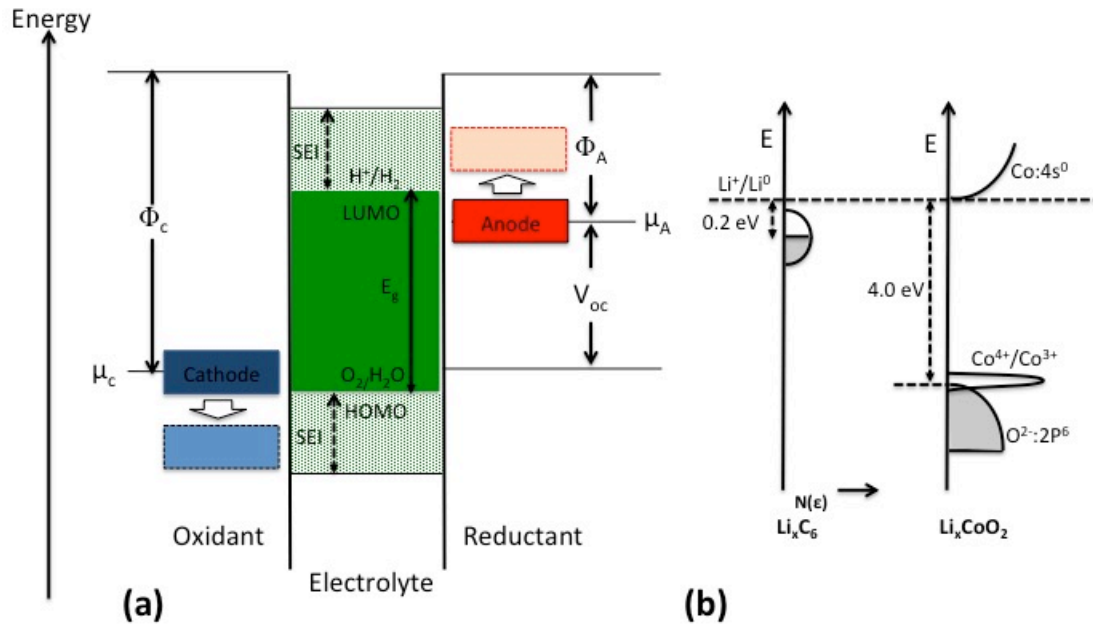 Energy
Φc
SEI
H⁺/H₂
LUMO
Eg
O₂/H₂O
HOMO
SEI
ΦA
Anode
μA
Voc
μc
Cathode
Oxidant
Electrolyte
Reductant
(a)
E
Li⁺/Li⁰
0.2 eV
N(ε)
LiₓC₆
E
Co:4s⁰
4.0 eV
Co⁴⁺/Co³⁺
O²⁻:2P⁶
LiₓCoO₂
(b)